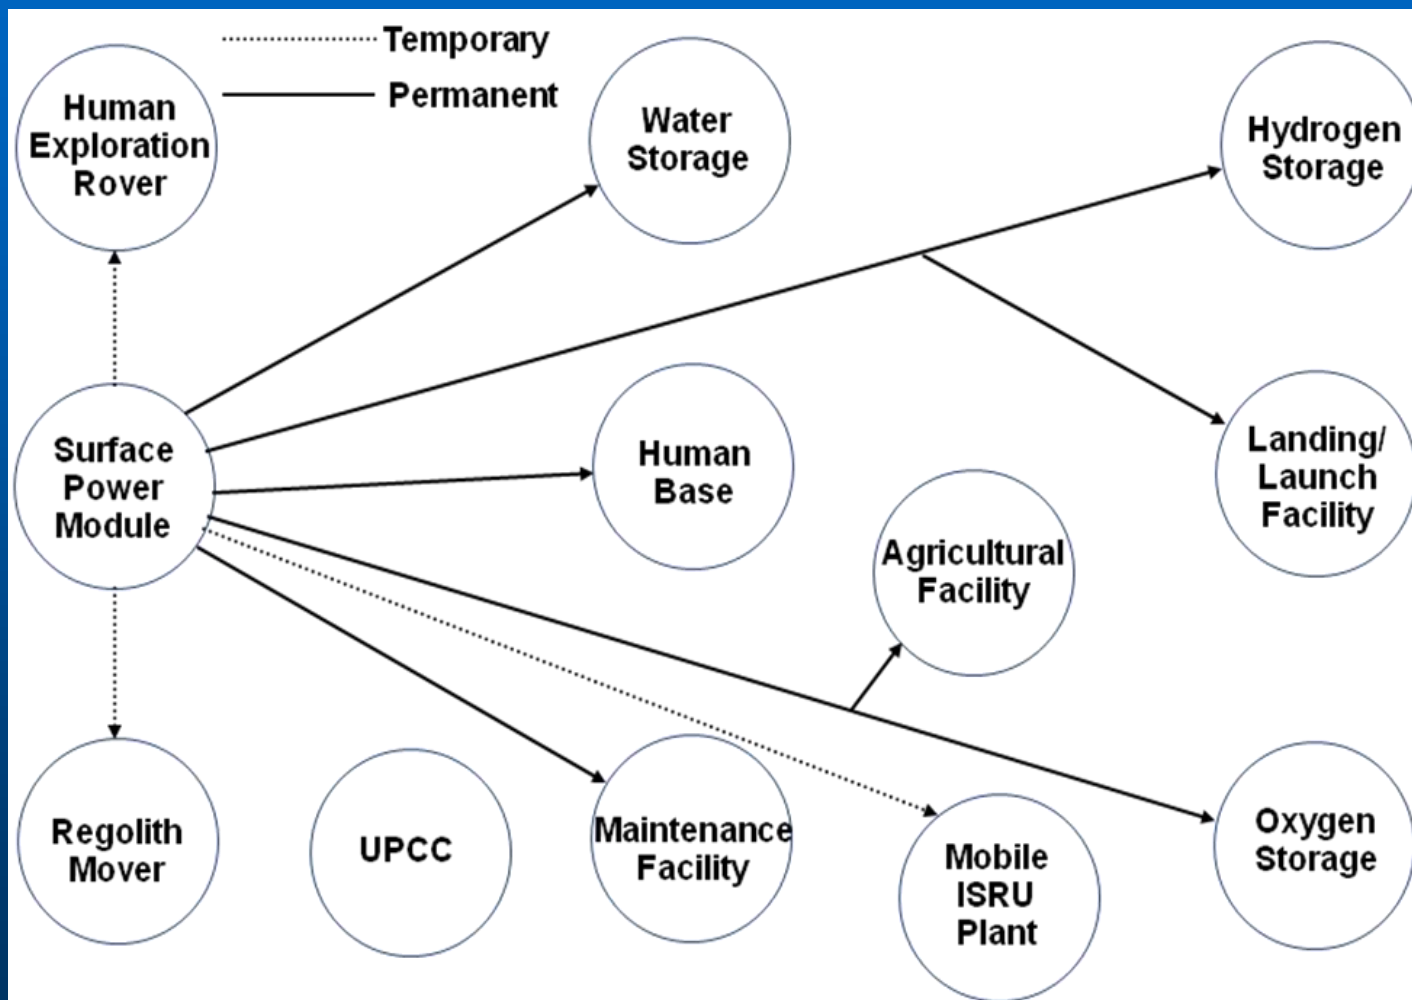 Temporary
Permanent
Human
Exploration
Rover
Water
Storage
Hydrogen
Storage
Surface
Power
Module
Human
Base
Landing/
Launch
Facility
Agricultural
Facility
Regolith
Mover
UPCC
Maintenance
Facility
Mobile
ISRU
Plant
Oxygen
Storage